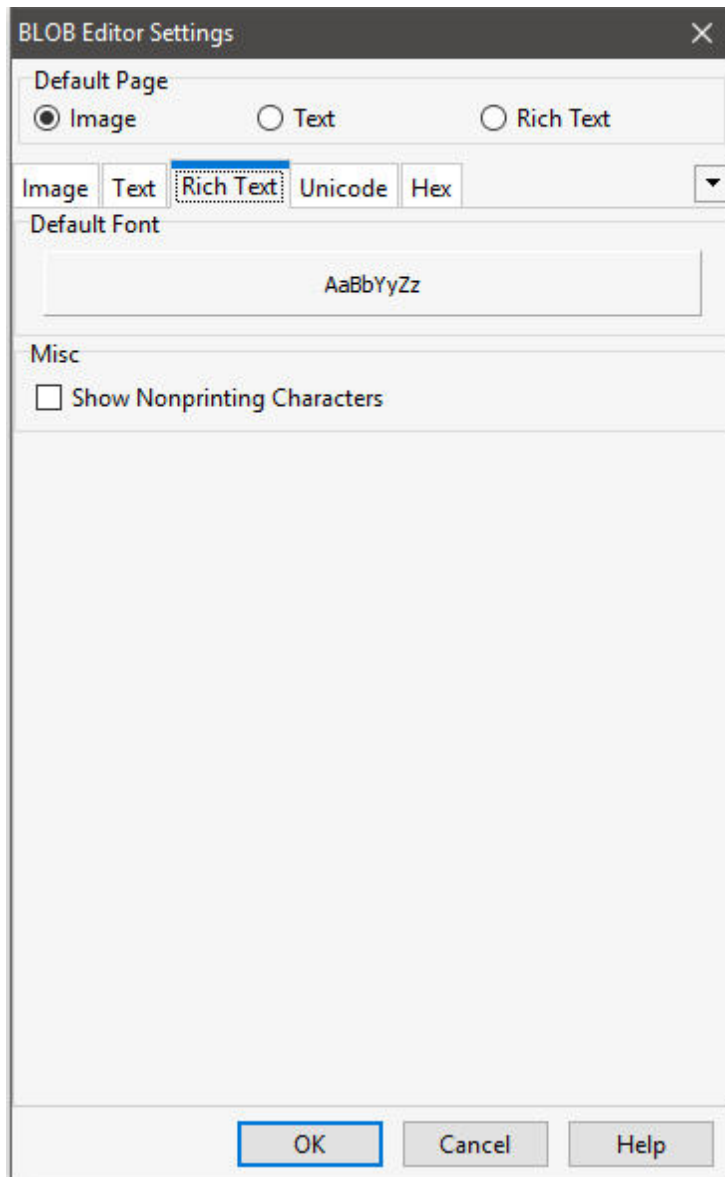 BLOB Editor Settings
Default Page
Image Text Rich Text
Image Text Rich Text Unicode Hex
Default Font
AaBbYyZz
Misc
Show Nonprinting Characters
OK Cancel Help